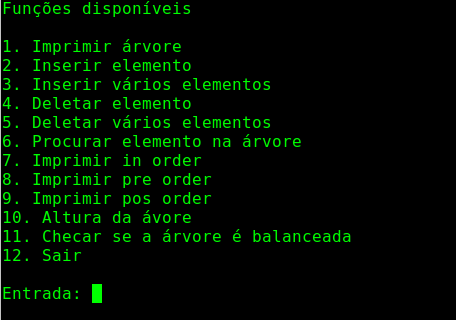 Funções disponíveis
1. Imprimir árvore
2. Inserir elemento
3. Inserir vários elementos
4. Deletar elemento
5. Deletar vários elementos
6. Procurar elemento na árvore
7. Imprimir in order
8. Imprimir pre order
9. Imprimir pos order
10. Altura da ávore
11. Checar se a árvore é balanceada
12. Sair
Entrada: